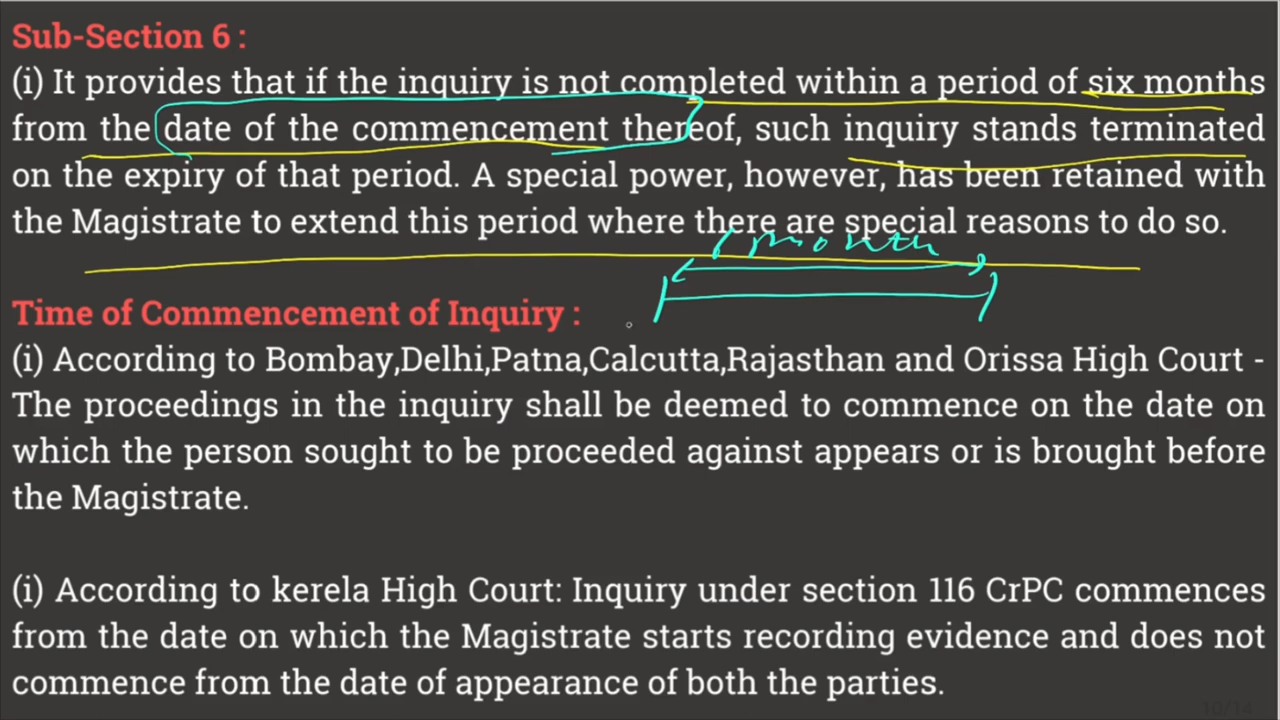 Sub-Section 6 :
(i) It provides that if the inquiry is not completed within a period of six months
from the date of the commencement thereof, such inquiry stands terminated
on the expiry of that period. A special power, however, has been retained with
the Magistrate to extend this period where there are special reasons to do so.
month
Time of Commencement of Inquiry :
(i) According to Bombay,Delhi,Patna,Calcutta,Rajasthan and Orissa High Court -
The proceedings in the inquiry shall be deemed to commence on the date on
which the person sought to be proceeded against appears or is brought before
the Magistrate.
(i) According to kerela High Court: Inquiry under section 116 CrPC commences
from the date on which the Magistrate starts recording evidence and does not
commence from the date of appearance of both the parties.
10/14